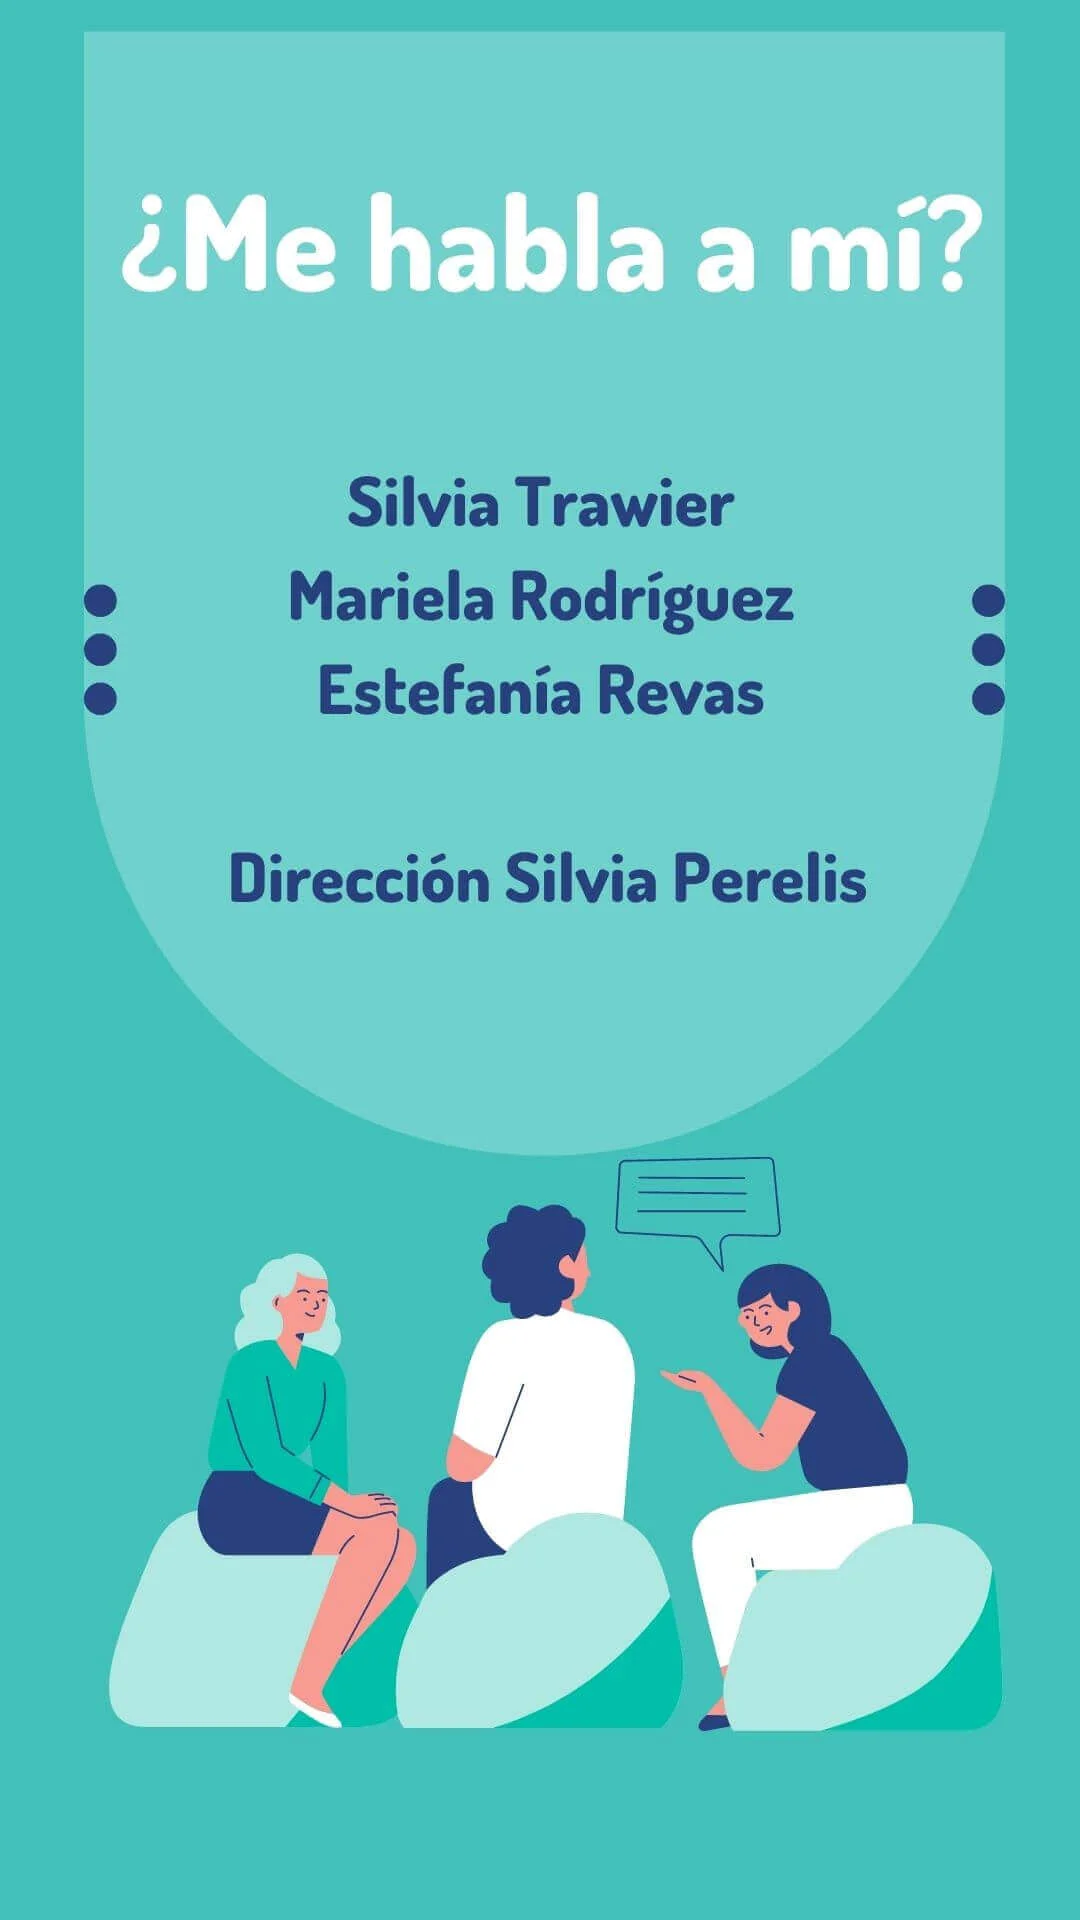 ¿Me habla a mí?
Silvia Trawier
Mariela Rodríguez
Estefanía Revas
Dirección Silvia Perelis